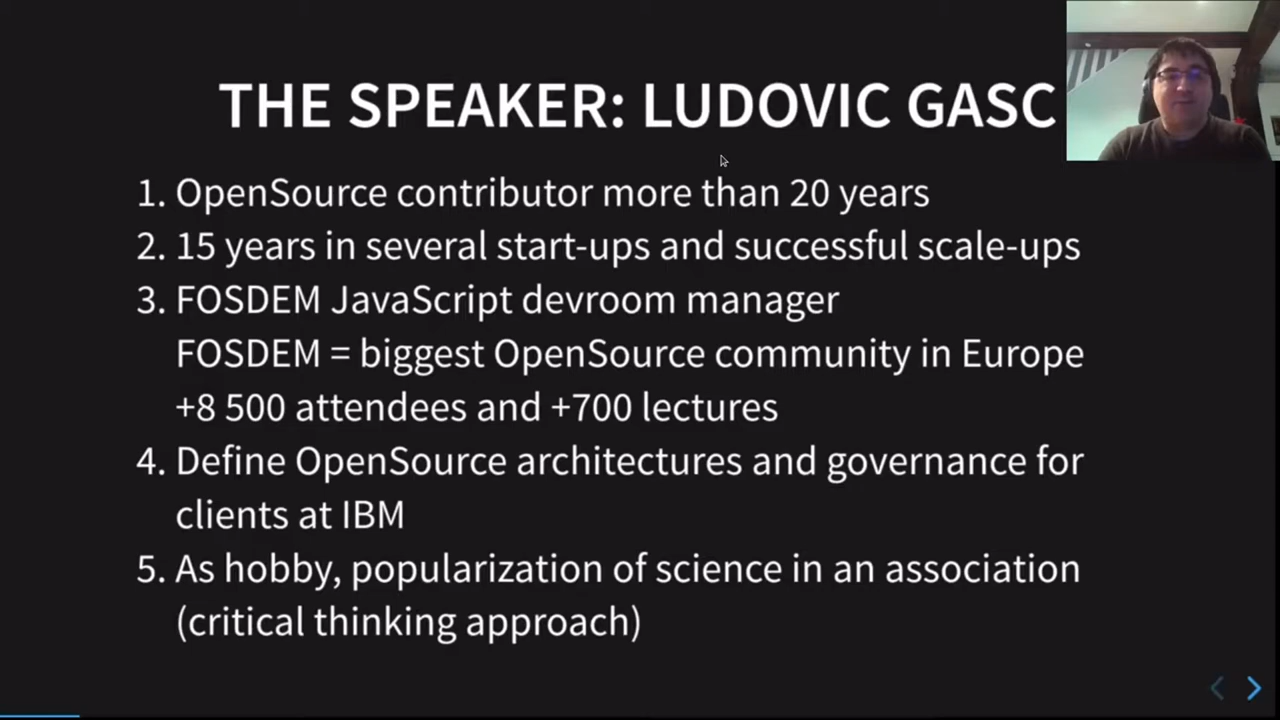 THE SPEAKER: LUDOVIC GASC
1. OpenSource contributor more than 20 years
2. 15 years in several start-ups and successful scale-ups
3. FOSDEM JavaScript devroom manager
FOSDEM = biggest OpenSource community in Europe
+8 500 attendees and +700 lectures
4. Define OpenSource architectures and governance for
clients at IBM
5. As hobby, popularization of science in an association
(critical thinking approach)